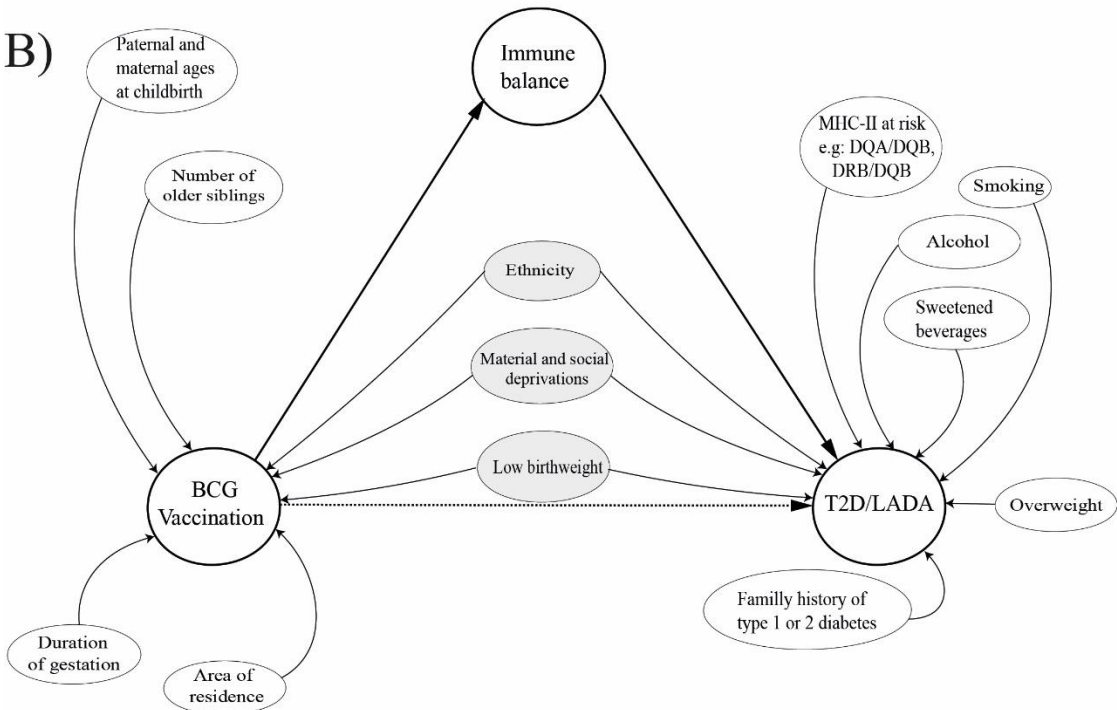 B)
Paternal and
maternal ages
at childbirth
Immune
balance
MHC-II at risk
e.g: DQA/DQB,
DRB/DQB
Smoking
Number of
older siblings
Alcohol
Ethnicity
Sweetened
beverages
Material and social
deprivations
Low birthweight
BCG
Vaccination
T2D/LADA
Overweight
Familly history of
type 1 or 2 diabetes
Duration
of gestation
Area of
residence